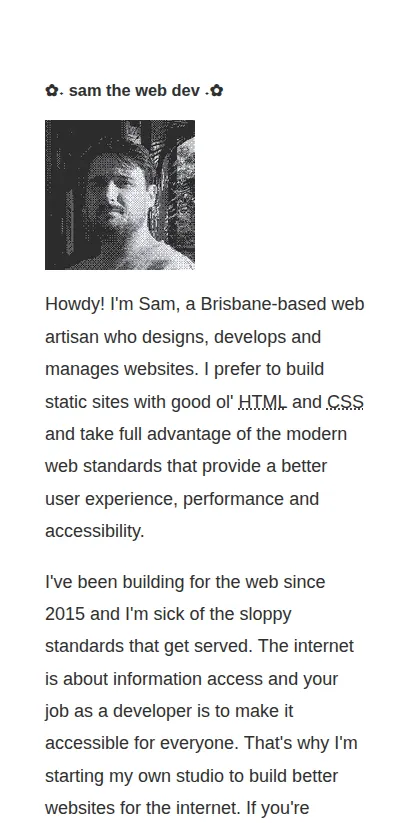 ✿˖ sam the web dev ˖✿
Howdy! I'm Sam, a Brisbane-based web
artisan who designs, develops and
manages websites. I prefer to build
static sites with good ol' HTML and CSS
and take full advantage of the modern
web standards that provide a better
user experience, performance and
accessibility.
I've been building for the web since
2015 and I'm sick of the sloppy
standards that get served. The internet
is about information access and your
job as a developer is to make it
accessible for everyone. That's why I'm
starting my own studio to build better
websites for the internet. If you're